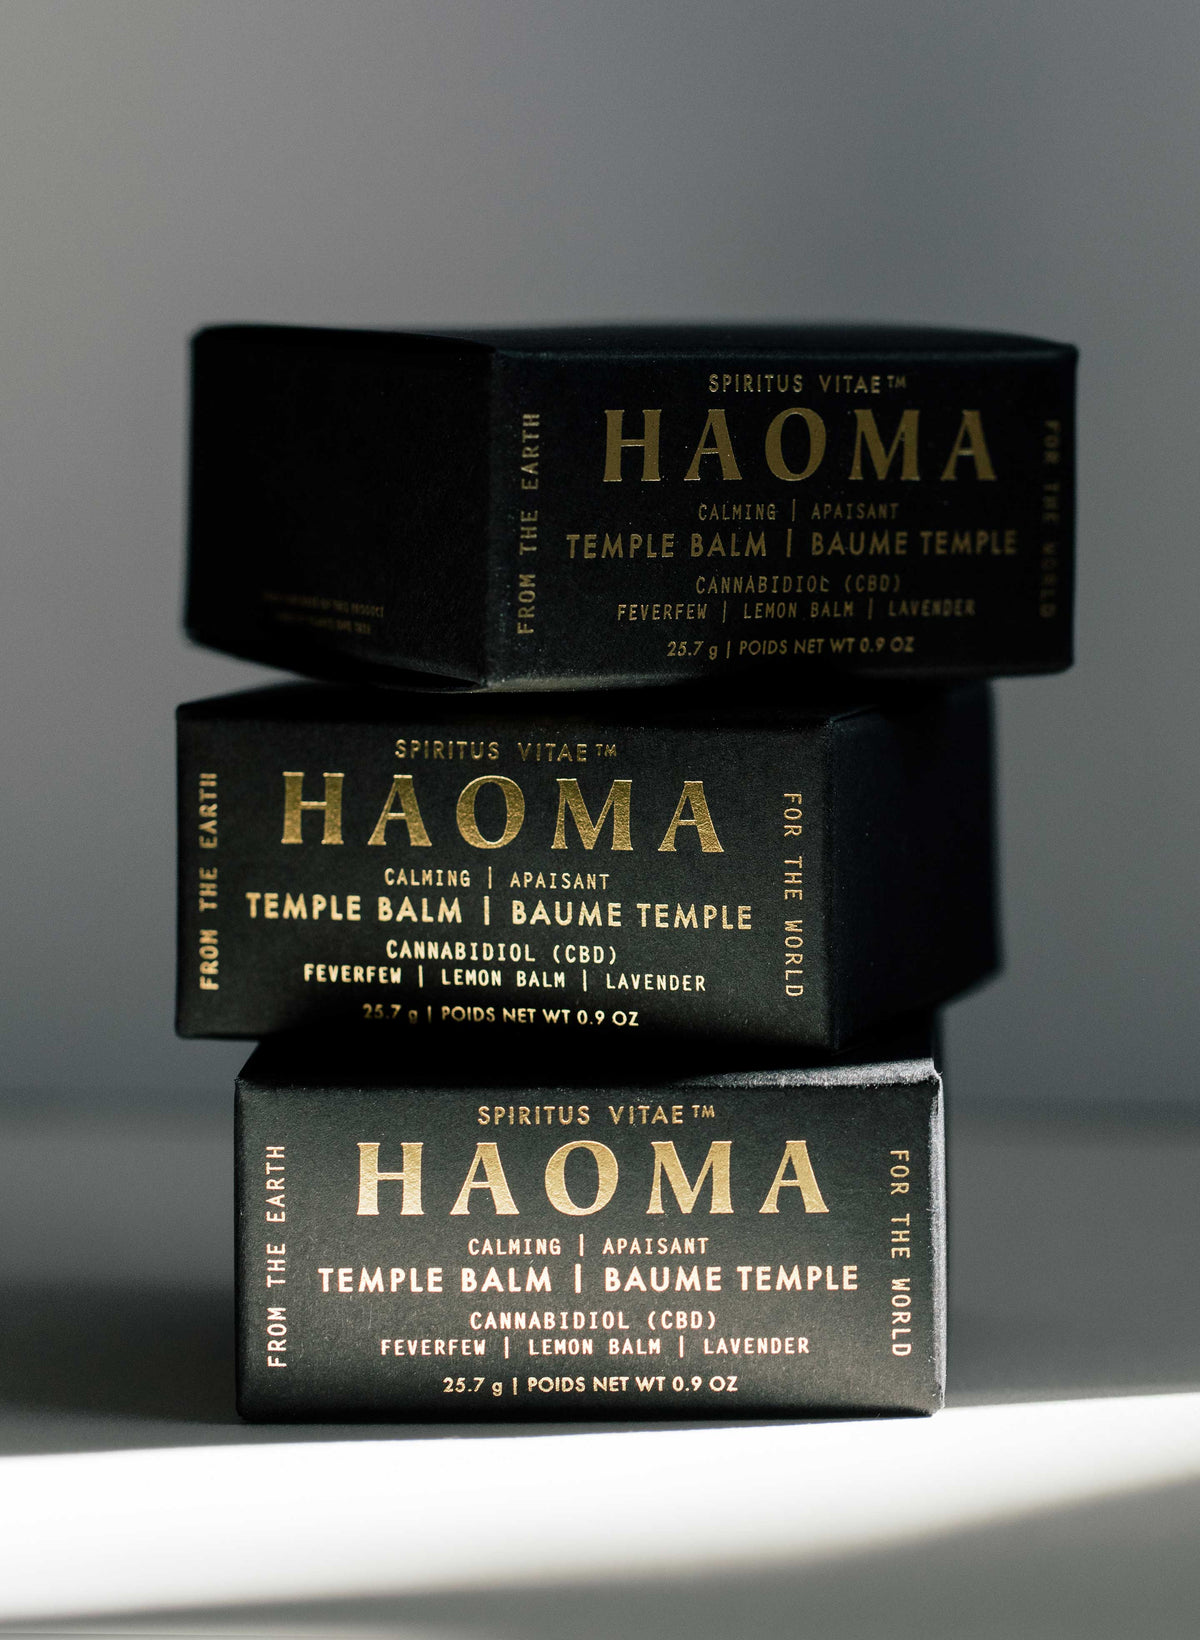 SPIRITUS VITAE™
HAOMA
CALMING | APAISANT
TEMPLE BALM | BAUME TEMPLE
CANNABIDIOL (CBD)
FEVERFEW | LEMON BALM | LAVENDER
25.7 g | POIDS NET WT 0.9 OZ
FROM THE EARTH
FOR THE WORLD
SPIRITUS VITAE™
HAOMA
CALMING | APAISANT
TEMPLE BALM | BAUME TEMPLE
CANNABIDIOL (CBD)
FEVERFEW | LEMON BALM | LAVENDER
25.7 g | POIDS NET WT 0.9 OZ
FROM THE EARTH
FOR THE WORLD
SPIRITUS VITAE™
HAOMA
CALMING | APAISANT
TEMPLE BALM | BAUME TEMPLE
CANNABIDIOL (CBD)
FEVERFEW | LEMON BALM | LAVENDER
25.7 g | POIDS NET WT 0.9 OZ
FROM THE EARTH
FOR THE WORLD